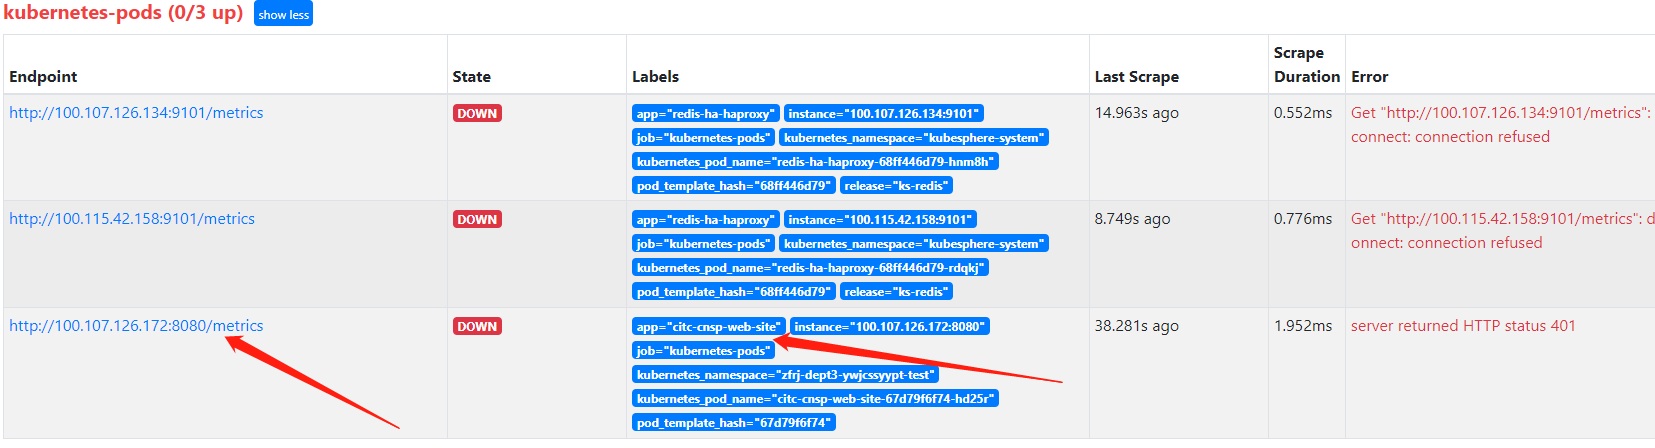 kubernetes-pods (0/3 up) show less
Endpoint State Labels Last Scrape Scrape Duration Error
http://100.107.126.134:9101/metrics DOWN app="redis-ha-haproxy" instance="100.107.126.134:9101" 14.963s ago 0.552ms Get "http://100.107.126.134:9101/metrics":
job="kubernetes-pods" kubernetes_namespace="kubesphere-system" connect: connection refused
kubernetes_pod_name="redis-ha-haproxy-68ff446d79-hnm8h"
pod_template_hash="68ff446d79" release="ks-redis"
http://100.115.42.158:9101/metrics DOWN app="redis-ha-haproxy" instance="100.115.42.158:9101" 8.749s ago 0.776ms Get "http://100.115.42.158:9101/metrics": d
job="kubernetes-pods" kubernetes_namespace="kubesphere-system" onnect: connection refused
kubernetes_pod_name="redis-ha-haproxy-68ff446d79-rdqkj"
pod_template_hash="68ff446d79" release="ks-redis"
http://100.107.126.172:8080/metrics DOWN app="citc-cnsp-web-site" instance="100.107.126.172:8080" 38.281s ago 1.952ms server returned HTTP status 401
job="kubernetes-pods"
kubernetes_namespace="zfrj-dept3-ywjcssyypt-test"
kubernetes_pod_name="citc-cnsp-web-site-67d79f6f74-hd25r"
pod_template_hash="67d79f6f74"